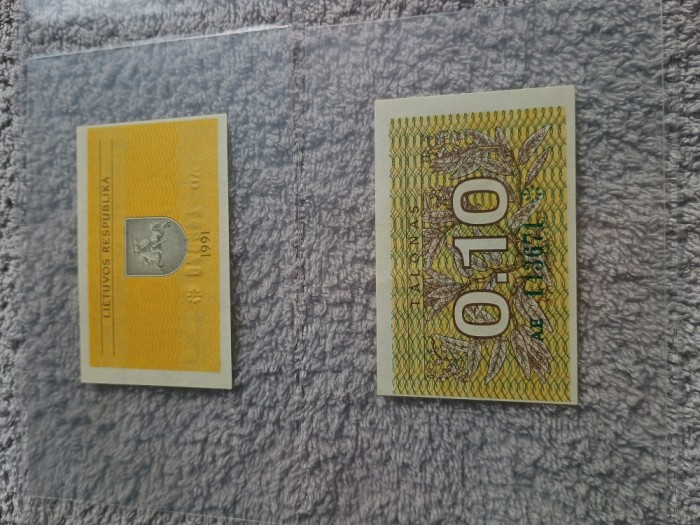 LIETUVOS RESPUBLIKA
1991
TALONAS
0.10